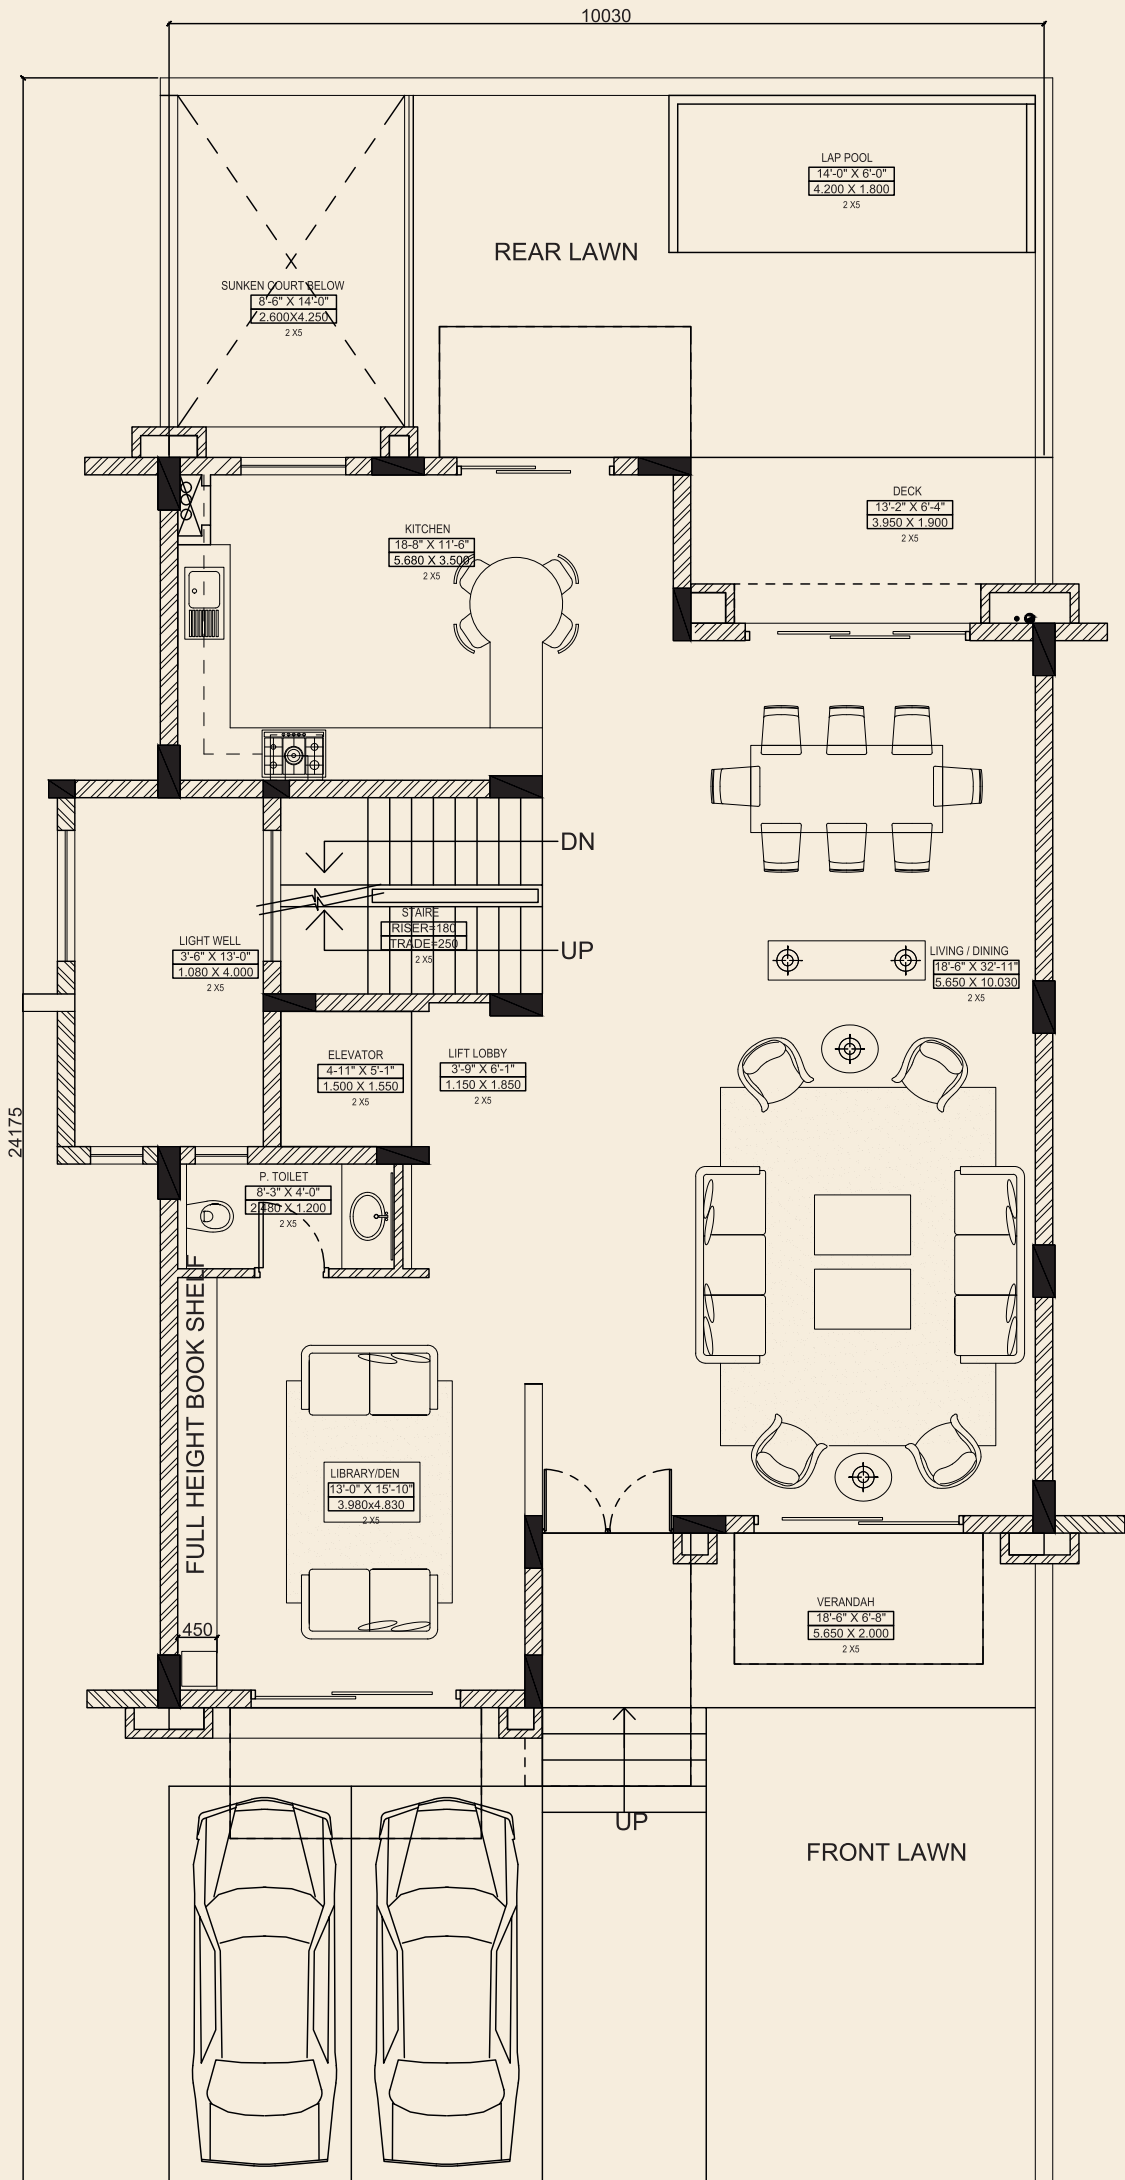 10030
LAP POOL
14'-0" X 6'-0"
4.200 X 1.800
2 X5
REAR LAWN
SUNKEN COURT BELOW
8'-6" X 14'-0"
2.600X4.250
2 X5
DECK
13'-2" X 6'-4"
3.950 X 1.900
2 X5
KITCHEN
18-8" X 11'-6"
5.680 X 3.500
2 X5
DN
STAIRE
RISER=180
TRADE=250
2 X5
UP
LIGHT WELL
3'-6" X 13'-0"
1.080 X 4.000
2 X5
LIVING / DINING
18'-6" X 32'-11"
5.650 X 10.030
2 X5
ELEVATOR
4-11" X 5'-1"
1.500 X 1.550
2 X5
LIFT LOBBY
3'-9" X 6'-1"
1.150 X 1.850
2 X5
24175
P. TOILET
8'-3" X 4'-0"
2.480 X 1.200
2 X5
FULL HEIGHT BOOK SHELF
LIBRARY/DEN
13'-0" X 15'-10"
3.980x4.830
2 X5
450
VERANDAH
18'-6" X 6'-8"
5.650 X 2.000
2 X5
UP
FRONT LAWN